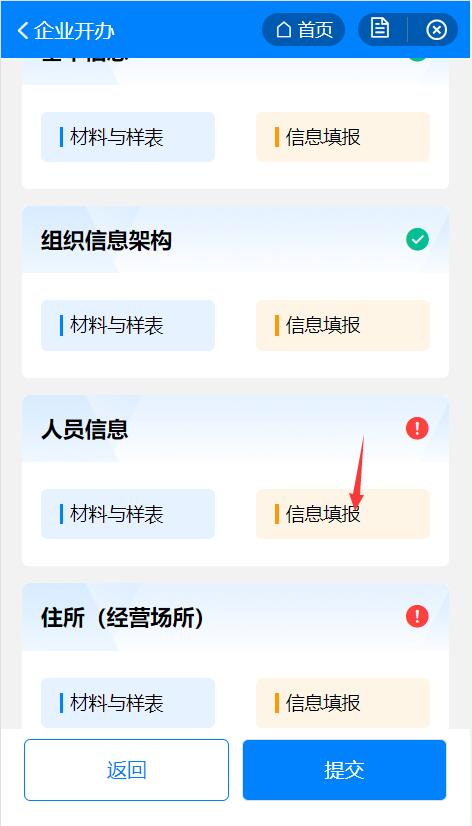 企业开办
首页
材料与样表
信息填报
组织信息架构
材料与样表
信息填报
人员信息
材料与样表
信息填报
住所（经营场所）
材料与样表
信息填报
返回
提交